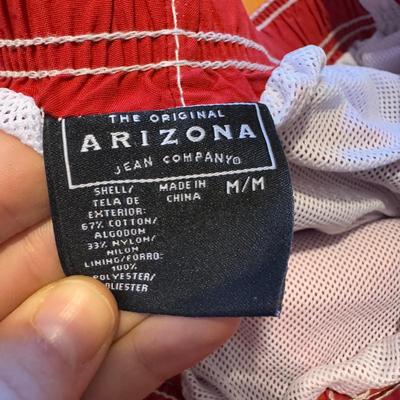 THE ORIGINAL
ARIZONA
JEAN COMPANY®
SHELL/
TELA DE
EXTERIOR:
67% COTTON/
ALGODON
33% NYLON/
NILON
LINING/FORRO:
100%
POLYESTER/
POLIESTER
MADE IN
CHINA
M/M